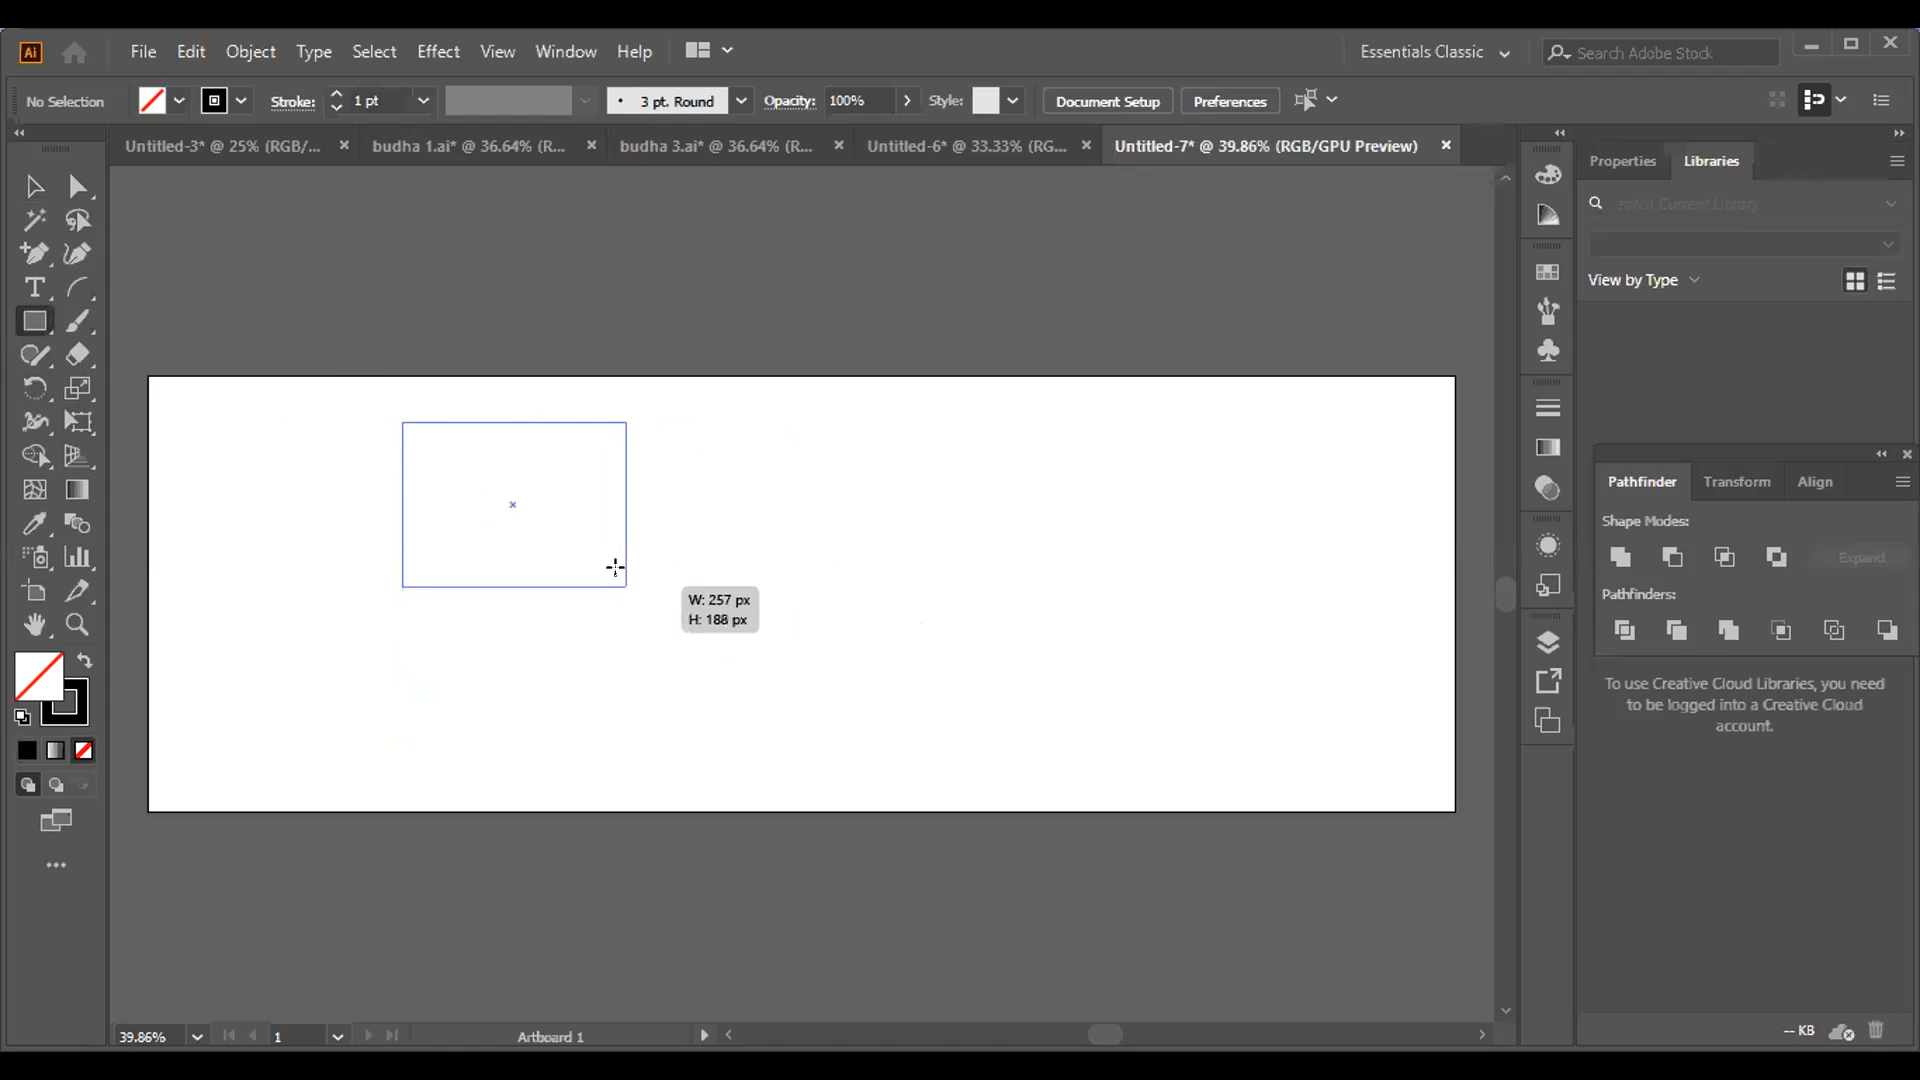 Ai File Edit Object Type Select Effect View Window Help Essentials Classic Search Adobe Stock
No Selection Stroke: 1 pt 3 pt. Round Opacity: 100% Style: Document Setup Preferences
Untitled-3* @ 25% (RGB/... budha 1.ai* @ 36.64% (R... budha 3.ai* @ 36.64% (R... Untitled-6* @ 33.33% (RG... Untitled-7* @ 39.86% (RGB/GPU Preview)
Properties Libraries
earch Current Library
View by Type
Pathfinder Transform Align
Shape Modes:
Expand
Pathfinders:
W: 257 px
H: 188 px
To use Creative Cloud Libraries, you need
to be logged into a Creative Cloud
account.
39.86% 1 Artboard 1
-- KB